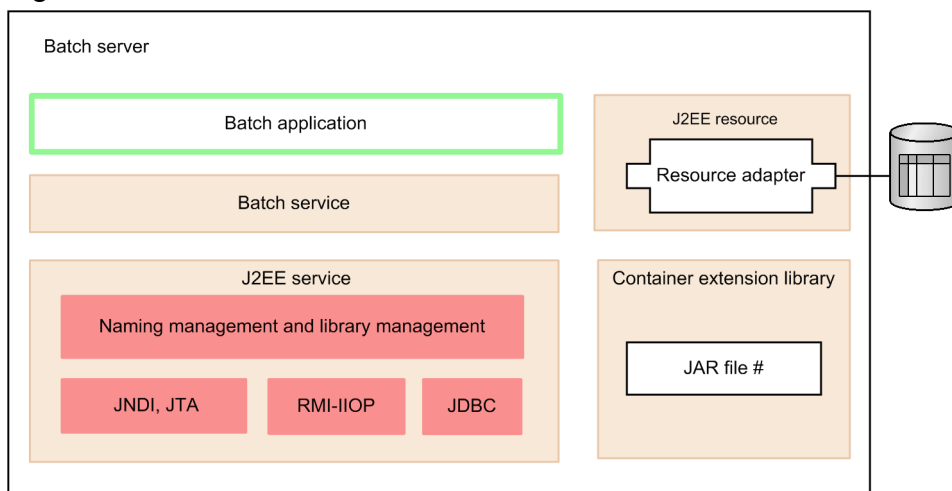 Batch server
Batch application
J2EE resource
Resource adapter
Batch service
J2EE service
Container extension library
Naming management and library management
JAR file #
JNDI, JTA
RMI-IIOP
JDBC